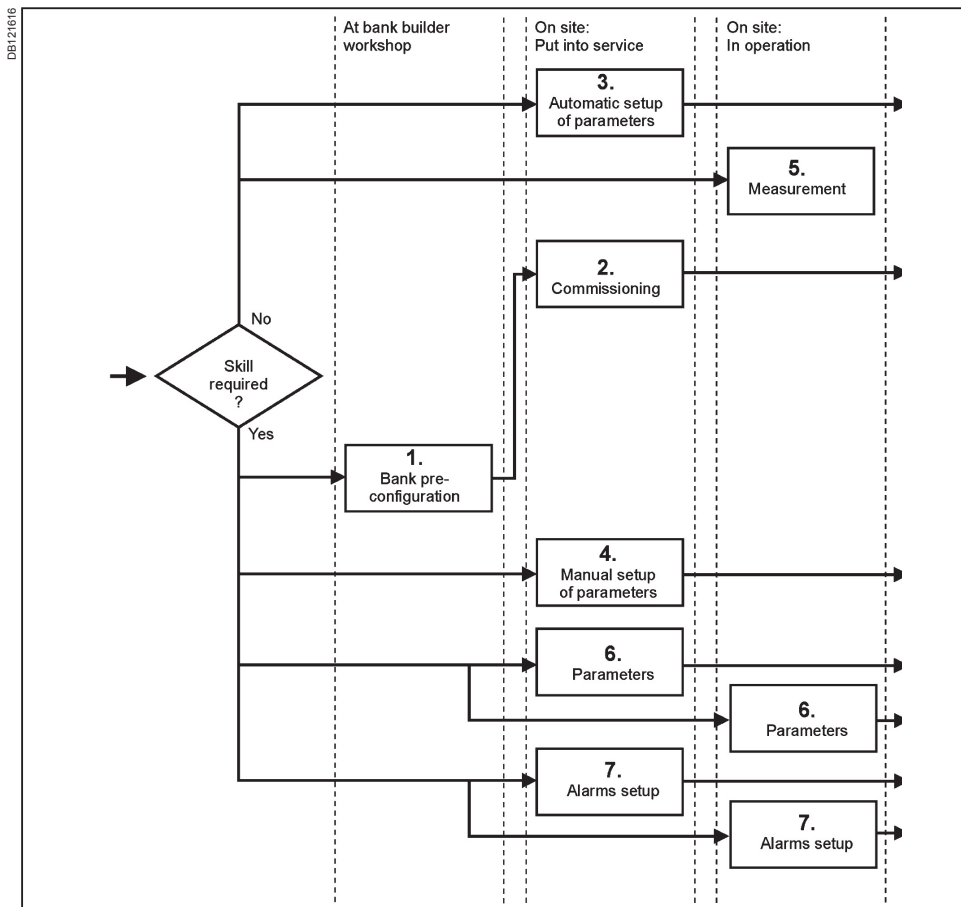 DB121616
At bank builder
workshop
On site:
Put into service
On site:
In operation
3.
Automatic setup
of parameters
5.
Measurement
2.
Commissioning
No
Skill
required
?
Yes
1.
Bank pre-
configuration
4.
Manual setup
of parameters
6.
Parameters
6.
Parameters
7.
Alarms setup
7.
Alarms setup